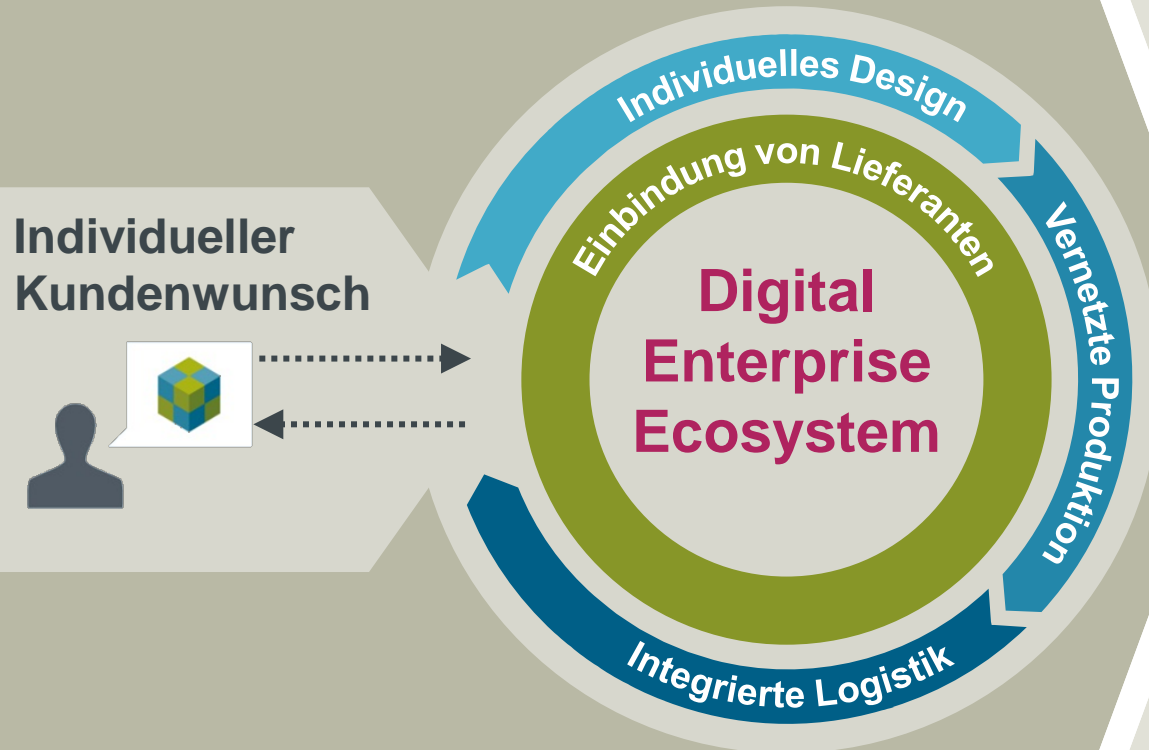 Individueller
Kundenwunsch
Individuelles Design
Einbindung von Lieferanten
Digital
Enterprise
Ecosystem
Vernetzte Produktion
Integrierte Logistik